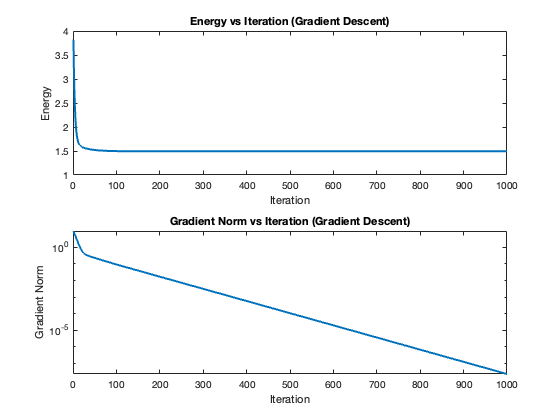 Energy vs Iteration (Gradient Descent)
4
3.5
3
2.5
2
1.5
1
Energy
0 100 200 300 400 500 600 700 800 900 1000
Iteration
Gradient Norm vs Iteration (Gradient Descent)
10^0
10^-5
Gradient Norm
0 100 200 300 400 500 600 700 800 900 1000
Iteration